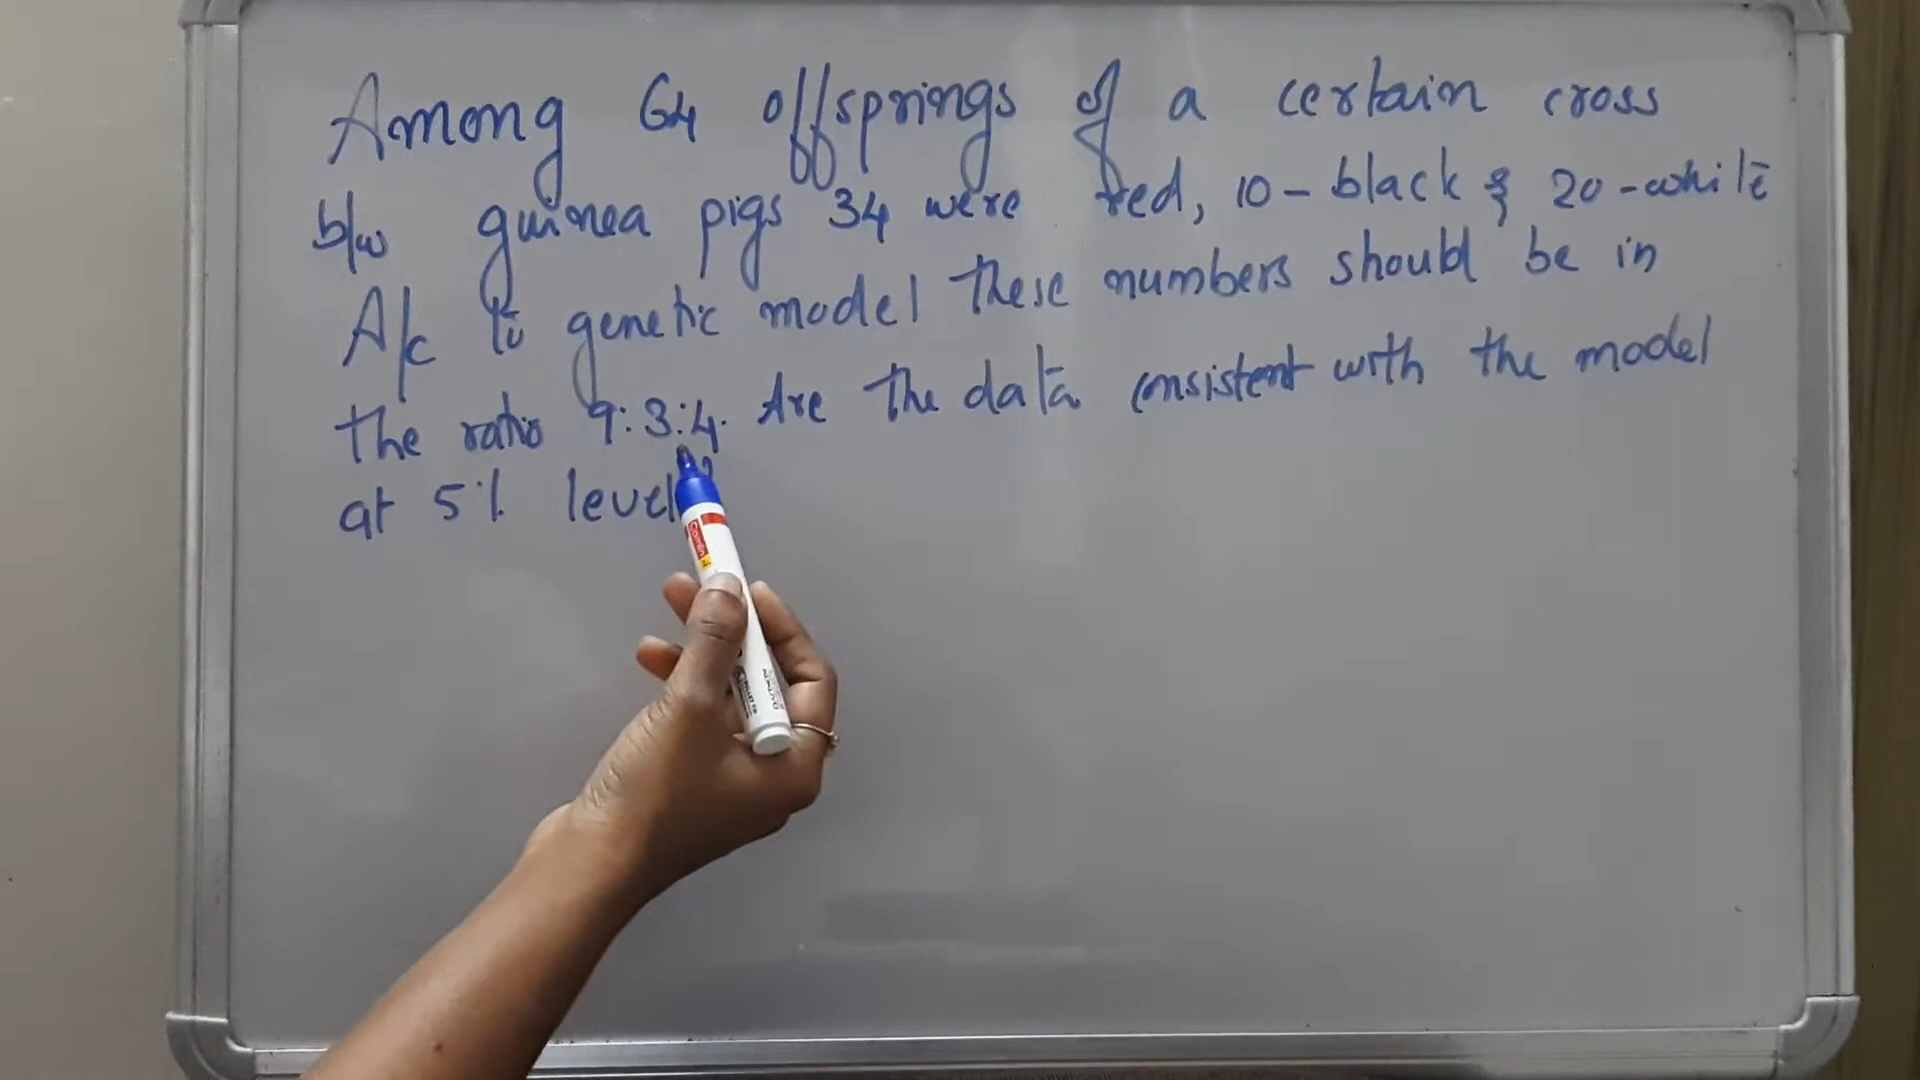 Among 64 offsprings of a certain cross
b/w guinea pigs 34 were red, 10 - black & 20 - white
A/c to genetic model these numbers should be in
the ratio 9:3:4. Are the data consistent with the model
at 5% level
Camlin